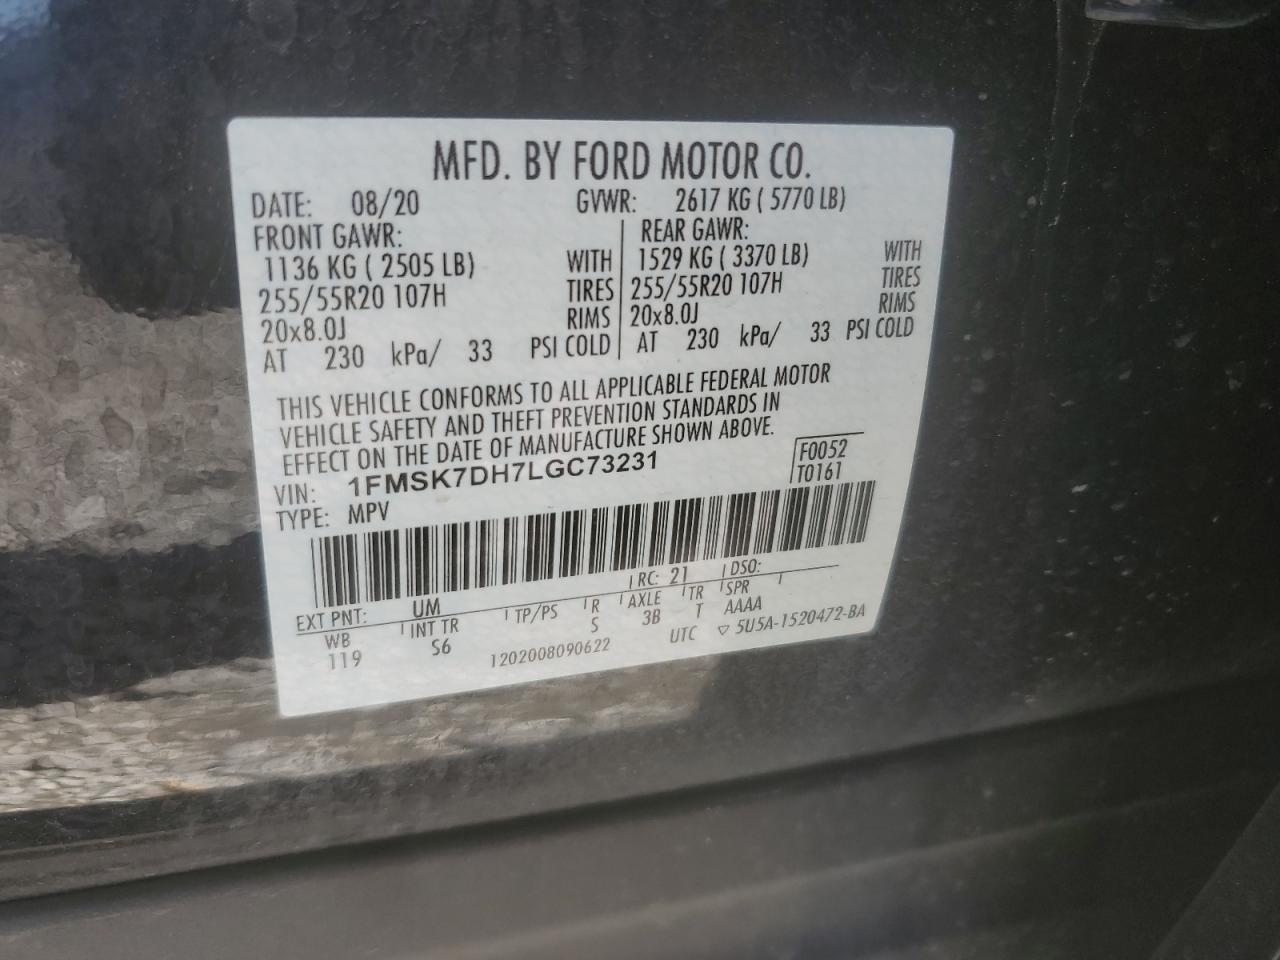 MFD. BY FORD MOTOR CO.
DATE: 08/20 GVWR: 2617 KG ( 5770 LB)
FRONT GAWR: REAR GAWR:
1136 KG ( 2505 LB) WITH 1529 KG ( 3370 LB) WITH
255/55R20 107H TIRES 255/55R20 107H TIRES
20x8.0J RIMS 20x8.0J RIMS
AT 230 kPa/ 33 PSI COLD AT 230 kPa/ 33 PSI COLD
THIS VEHICLE CONFORMS TO ALL APPLICABLE FEDERAL MOTOR
VEHICLE SAFETY AND THEFT PREVENTION STANDARDS IN
EFFECT ON THE DATE OF MANUFACTURE SHOWN ABOVE.
VIN: 1FMSK7DH7LGC73231 F0052
TYPE: MPV T0161
EXT PNT: UM RC: 21 DSO:
WB INT TR TP/PS R AXLE TR SPR
119 S6 S 3B T AAAA
1202008090622 UTC ▽ 5U5A-1520472-BA